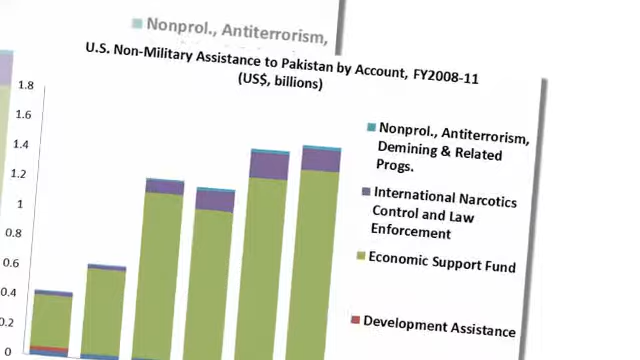 Nonprol., Antiterrorism,
U.S. Non-Military Assistance to Pakistan by Account, FY2008-11
(US$, billions)
1.8
1.6
1.4
1.2
1
0.8
0.6
0.4
0.2
0
Nonprol., Antiterrorism,
Demining & Related
Progs.
International Narcotics
Control and Law
Enforcement
Economic Support Fund
Development Assistance